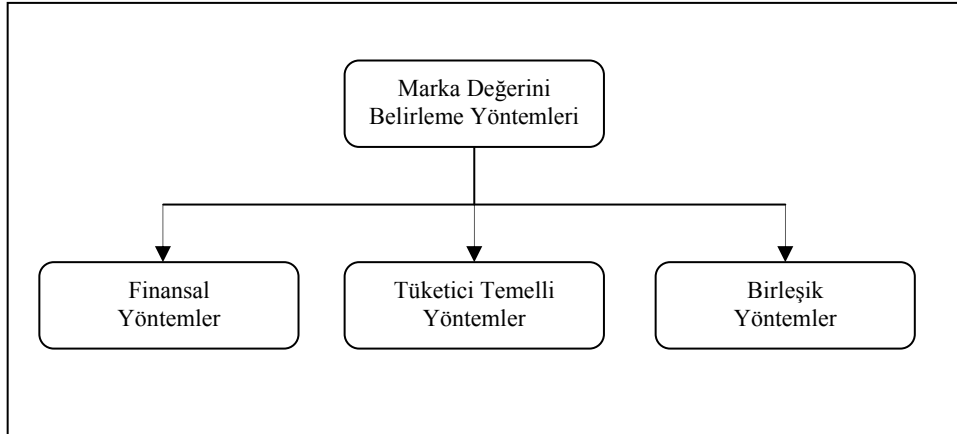 Marka Değerini
Belirleme Yöntemleri
Finansal
Yöntemler
Tüketici Temelli
Yöntemler
Birleşik
Yöntemler